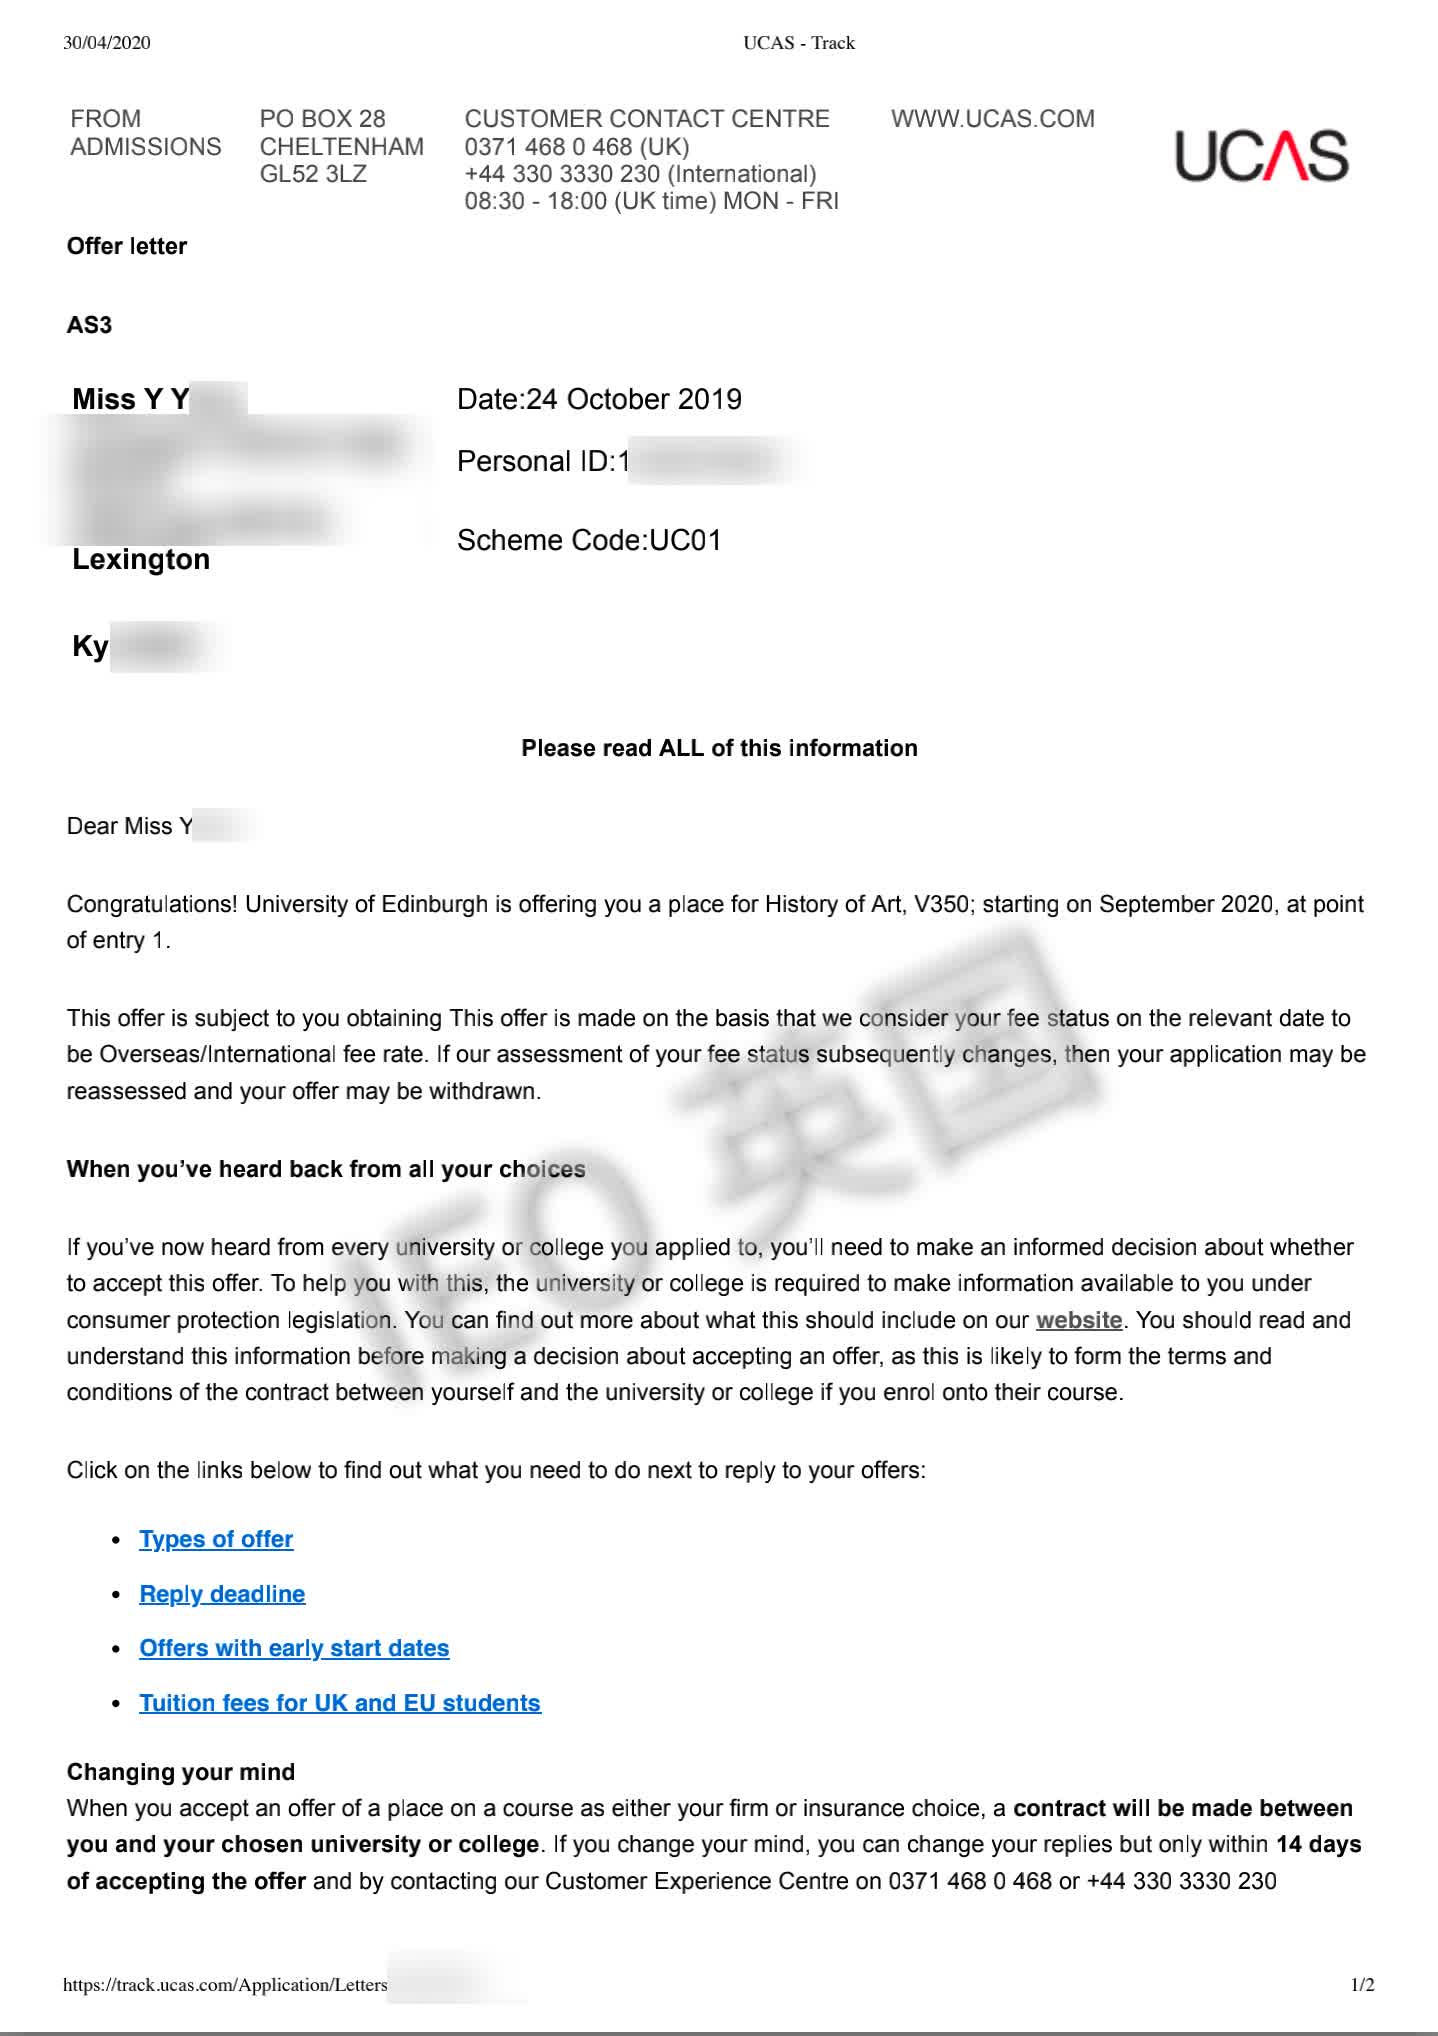 30/04/2020 UCAS - Track
FROM ADMISSIONS
PO BOX 28
CHELTENHAM
GL52 3LZ
CUSTOMER CONTACT CENTRE
0371 468 0 468 (UK)
+44 330 3330 230 (International)
08:30 - 18:00 (UK time) MON - FRI
WWW.UCAS.COM
UCAS
Offer letter
AS3
Miss Y Y
Lexington
Ky
Date:24 October 2019
Personal ID:1
Scheme Code:UC01
Please read ALL of this information
Dear Miss Y
Congratulations! University of Edinburgh is offering you a place for History of Art, V350; starting on September 2020, at point
of entry 1.
This offer is subject to you obtaining This offer is made on the basis that we consider your fee status on the relevant date to
be Overseas/International fee rate. If our assessment of your fee status subsequently changes, then your application may be
reassessed and your offer may be withdrawn.
When you’ve heard back from all your choices
If you’ve now heard from every university or college you applied to, you’ll need to make an informed decision about whether
to accept this offer. To help you with this, the university or college is required to make information available to you under
consumer protection legislation. You can find out more about what this should include on our website. You should read and
understand this information before making a decision about accepting an offer, as this is likely to form the terms and
conditions of the contract between yourself and the university or college if you enrol onto their course.
IEO 英国
Click on the links below to find out what you need to do next to reply to your offers:
• Types of offer
• Reply deadline
• Offers with early start dates
• Tuition fees for UK and EU students
Changing your mind
When you accept an offer of a place on a course as either your firm or insurance choice, a contract will be made between
you and your chosen university or college. If you change your mind, you can change your replies but only within 14 days
of accepting the offer and by contacting our Customer Experience Centre on 0371 468 0 468 or +44 330 3330 230
https://track.ucas.com/Application/Letters 1/2